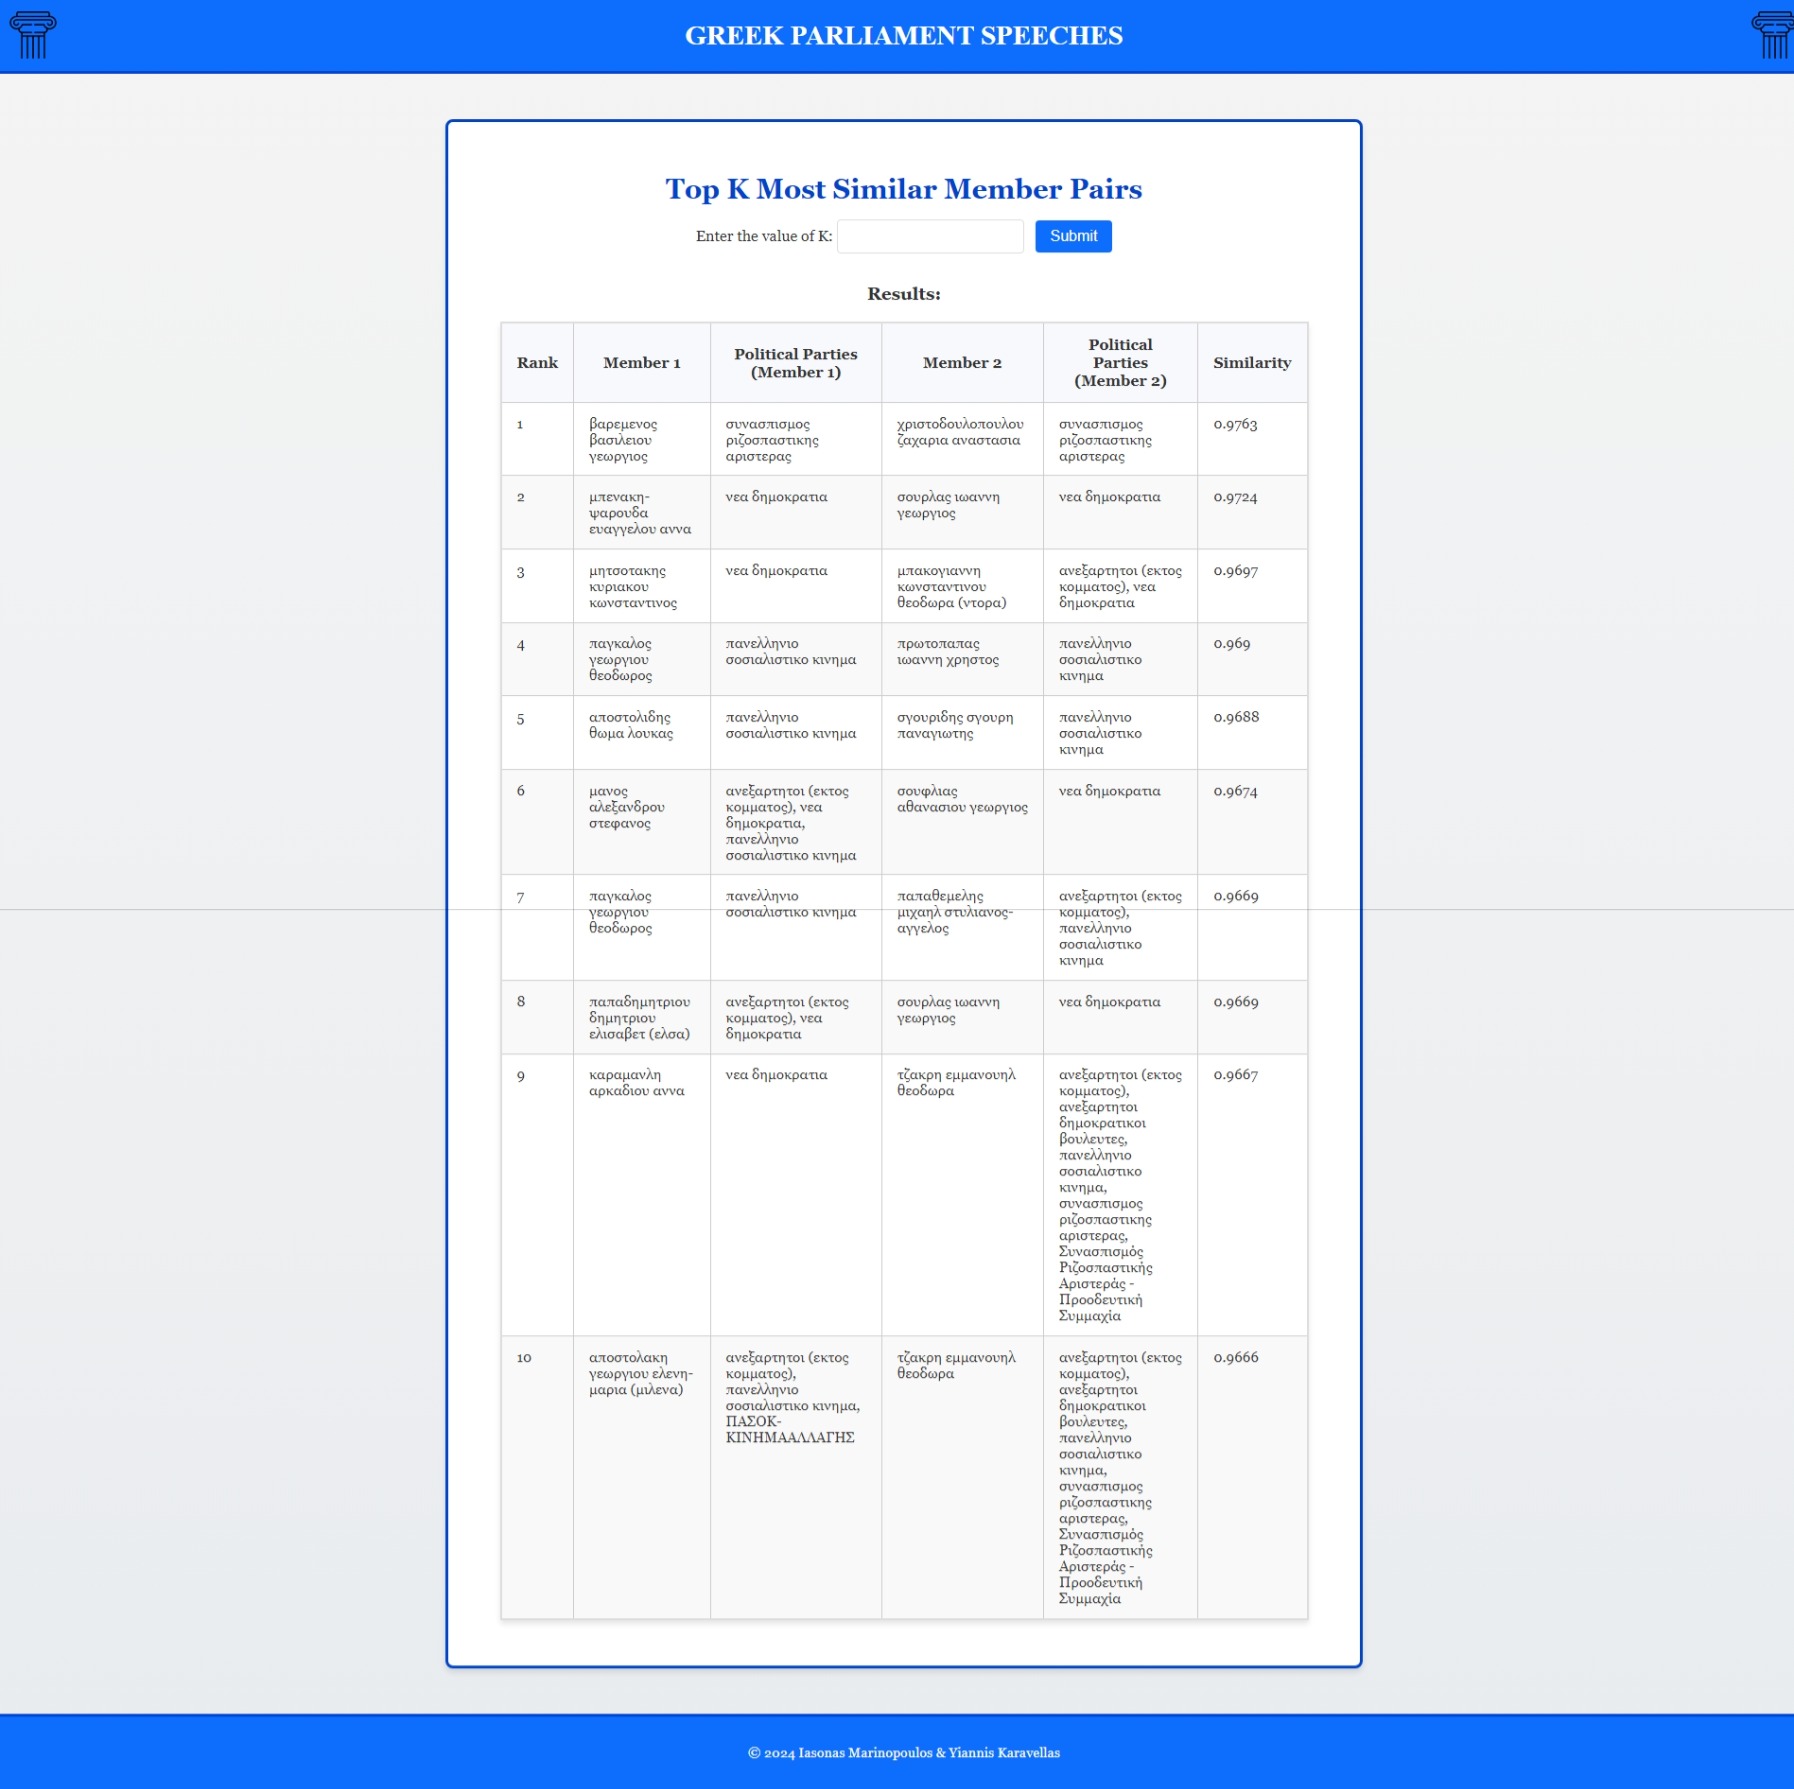 GREEK PARLIAMENT SPEECHES
Top K Most Similar Member Pairs
Enter the value of K:
Submit
Results:
Rank
Member 1
Political Parties
(Member 1)
Member 2
Political
Parties
(Member 2)
Similarity
1
βαρεμενος
βασιλειου
γεωργιος
συνασπισμος
ριζοσπαστικης
αριστερας
χριστοδουλοπουλου
ζαχαρια αναστασια
συνασπισμος
ριζοσπαστικης
αριστερας
0.9763
2
μπενακη-
ψαρουδα
ευαγγελου αννα
νεα δημοκρατια
σουρλας ιωαννη
γεωργιος
νεα δημοκρατια
0.9724
3
μητσοτακης
κυριακου
κωνσταντινος
νεα δημοκρατια
μπακογιαννη
κωνσταντινου
θεοδωρα (ντορα)
ανεξαρτητοι (εκτος
κομματος), νεα
δημοκρατια
0.9697
4
παγκαλος
γεωργιου
θεοδωρος
πανελληνιο
σοσιαλιστικο κινημα
πρωτοπαπας
ιωαννη χρηστος
πανελληνιο
σοσιαλιστικο
κινημα
0.969
5
αποστολιδης
θωμα λουκας
πανελληνιο
σοσιαλιστικο κινημα
σγουριδης σγουρη
παναγιωτης
πανελληνιο
σοσιαλιστικο
κινημα
0.9688
6
μανος
αλεξανδρου
στεφανος
ανεξαρτητοι (εκτος
κομματος), νεα
δημοκρατια,
πανελληνιο
σοσιαλιστικο κινημα
σουφλιας
αθανασιου γεωργιος
νεα δημοκρατια
0.9674
7
παγκαλος
γεωργιου
θεοδωρος
πανελληνιο
σοσιαλιστικο κινημα
παπαθεμελης
μιχαηλ στυλιανος-
αγγελος
ανεξαρτητοι (εκτος
κομματος),
πανελληνιο
σοσιαλιστικο
κινημα
0.9669
8
παπαδημητριου
δημητριου
ελισαβετ (ελσα)
ανεξαρτητοι (εκτος
κομματος), νεα
δημοκρατια
σουρλας ιωαννη
γεωργιος
νεα δημοκρατια
0.9669
9
καραμανλη
αρκαδιου αννα
νεα δημοκρατια
τζακρη εμμανουηλ
θεοδωρα
ανεξαρτητοι (εκτος
κομματος),
ανεξαρτητοι
δημοκρατικοι
βουλευτες,
πανελληνιο
σοσιαλιστικο
κινημα,
συνασπισμος
ριζοσπαστικης
αριστερας,
Συνασπισμός
Ριζοσπαστικής
Αριστεράς -
Προοδευτική
Συμμαχία
0.9667
10
αποστολακη
γεωργιου ελενη-
μαρια (μιλενα)
ανεξαρτητοι (εκτος
κομματος),
πανελληνιο
σοσιαλιστικο κινημα,
ΠΑΣΟΚ-
ΚΙΝΗΜΑΑΛΛΑΓΗΣ
τζακρη εμμανουηλ
θεοδωρα
ανεξαρτητοι (εκτος
κομματος),
ανεξαρτητοι
δημοκρατικοι
βουλευτες,
πανελληνιο
σοσιαλιστικο
κινημα,
συνασπισμος
ριζοσπαστικης
αριστερας,
Συνασπισμός
Ριζοσπαστικής
Αριστεράς -
Προοδευτική
Συμμαχία
0.9666
© 2024 Iasonas Marinopoulos & Yiannis Karavellas